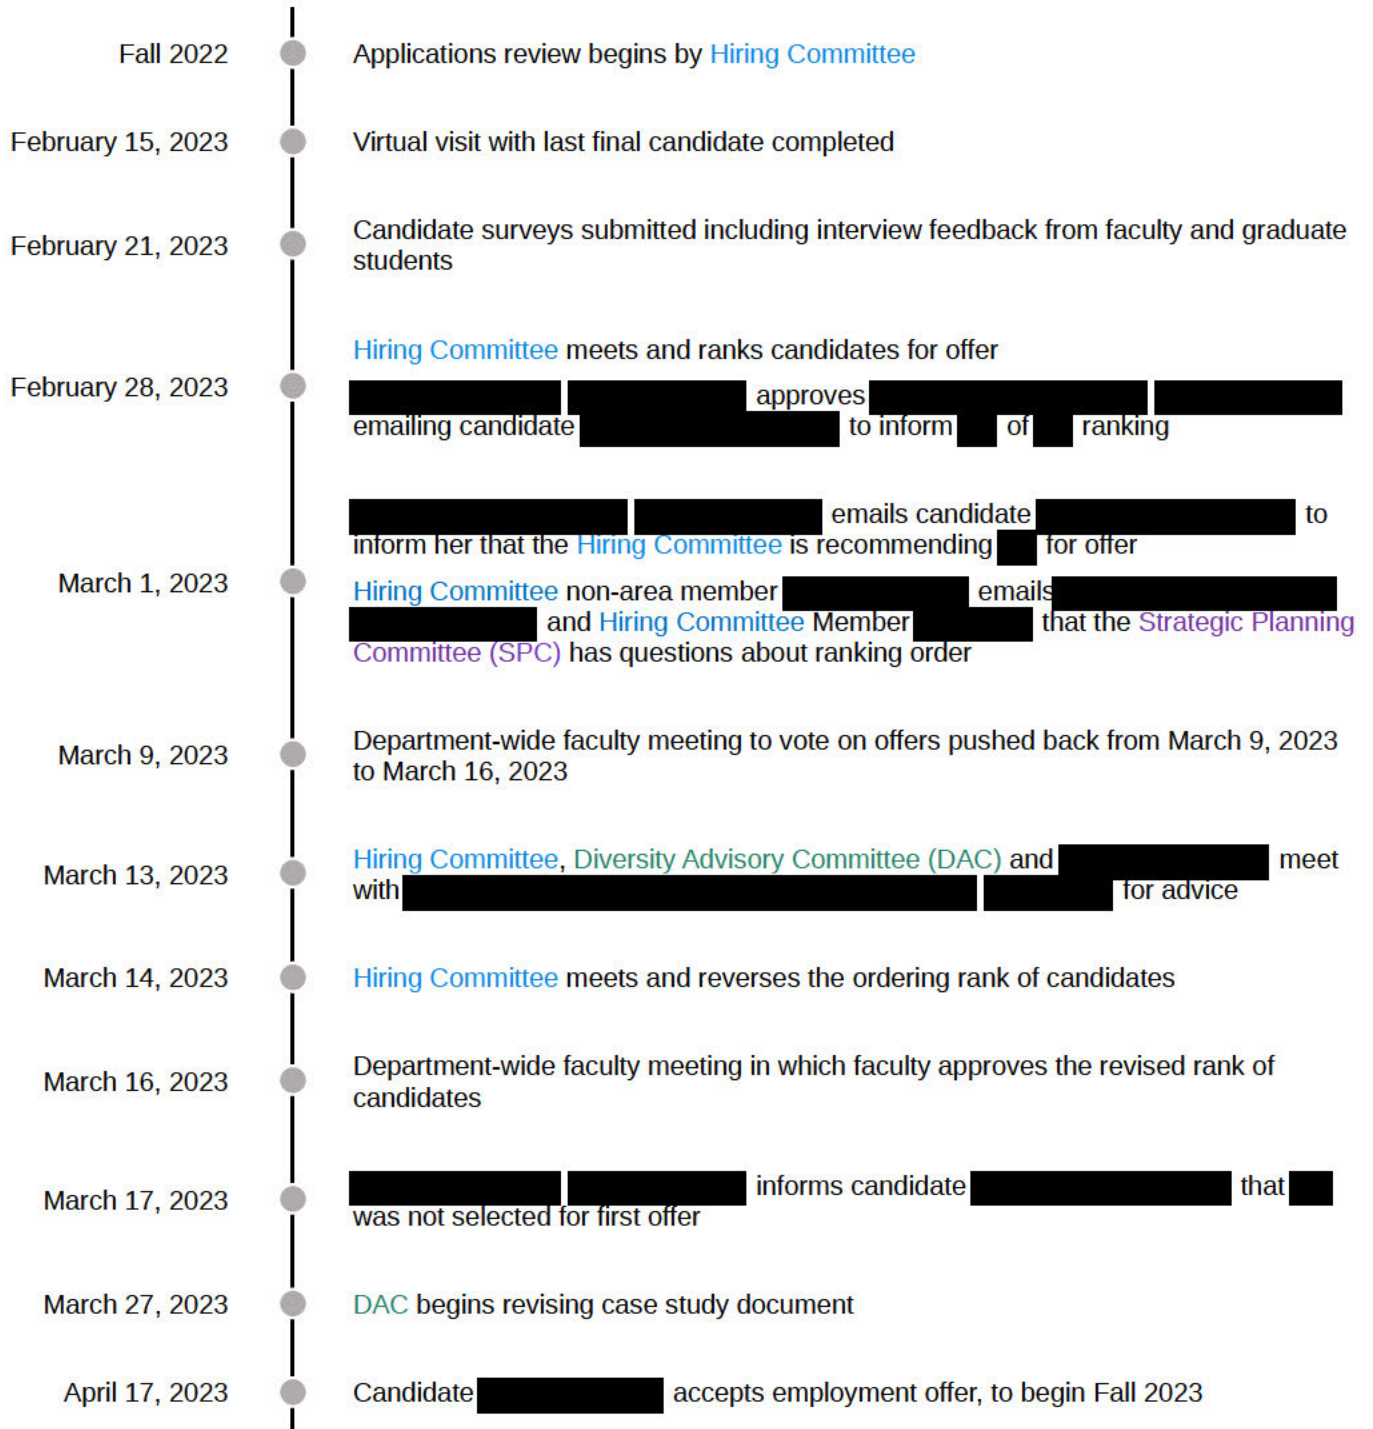 Fall 2022 Applications review begins by Hiring Committee
February 15, 2023 Virtual visit with last final candidate completed
February 21, 2023 Candidate surveys submitted including interview feedback from faculty and graduate
students
Hiring Committee meets and ranks candidates for offer
February 28, 2023 approves
emailing candidate to inform of ranking
emails candidate to
inform her that the Hiring Committee is recommending for offer
March 1, 2023 Hiring Committee non-area member emails
and Hiring Committee Member that the Strategic Planning
Committee (SPC) has questions about ranking order
March 9, 2023 Department-wide faculty meeting to vote on offers pushed back from March 9, 2023
to March 16, 2023
March 13, 2023 Hiring Committee, Diversity Advisory Committee (DAC) and meet
with for advice
March 14, 2023 Hiring Committee meets and reverses the ordering rank of candidates
March 16, 2023 Department-wide faculty meeting in which faculty approves the revised rank of
candidates
March 17, 2023 informs candidate that
was not selected for first offer
March 27, 2023 DAC begins revising case study document
April 17, 2023 Candidate accepts employment offer, to begin Fall 2023